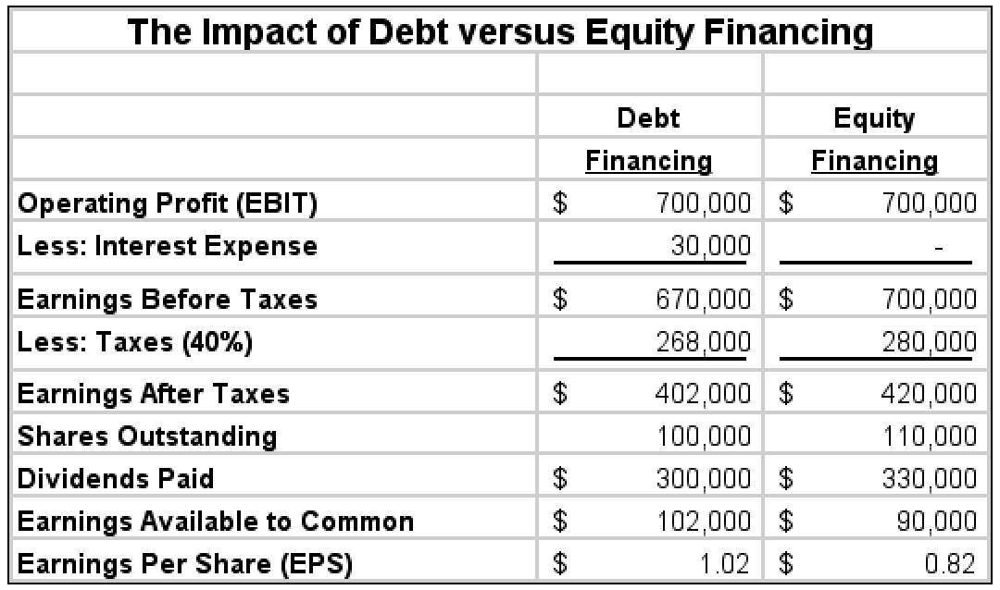 The Impact of Debt versus Equity Financing
Debt Equity
Financing Financing
Operating Profit (EBIT) $ 700,000 $ 700,000
Less: Interest Expense 30,000 -
Earnings Before Taxes $ 670,000 $ 700,000
Less: Taxes (40%) 268,000 280,000
Earnings After Taxes $ 402,000 $ 420,000
Shares Outstanding 100,000 110,000
Dividends Paid $ 300,000 $ 330,000
Earnings Available to Common $ 102,000 $ 90,000
Earnings Per Share (EPS) $ 1.02 $ 0.82